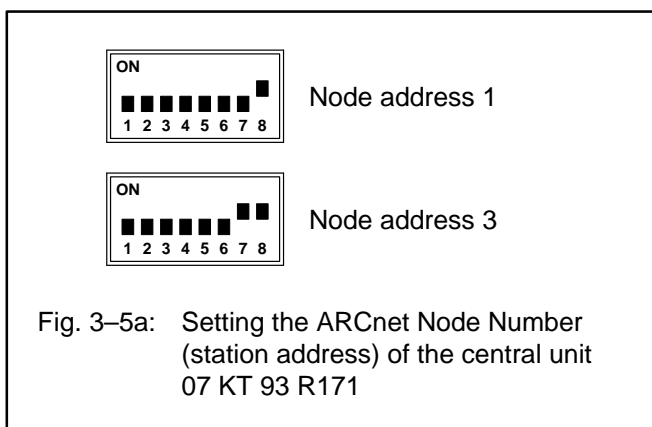 ON
1 2 3 4 5 6 7 8
Node address 1
ON
1 2 3 4 5 6 7 8
Node address 3
Fig. 3–5a: Setting the ARCnet Node Number
(station address) of the central unit
07 KT 93 R171